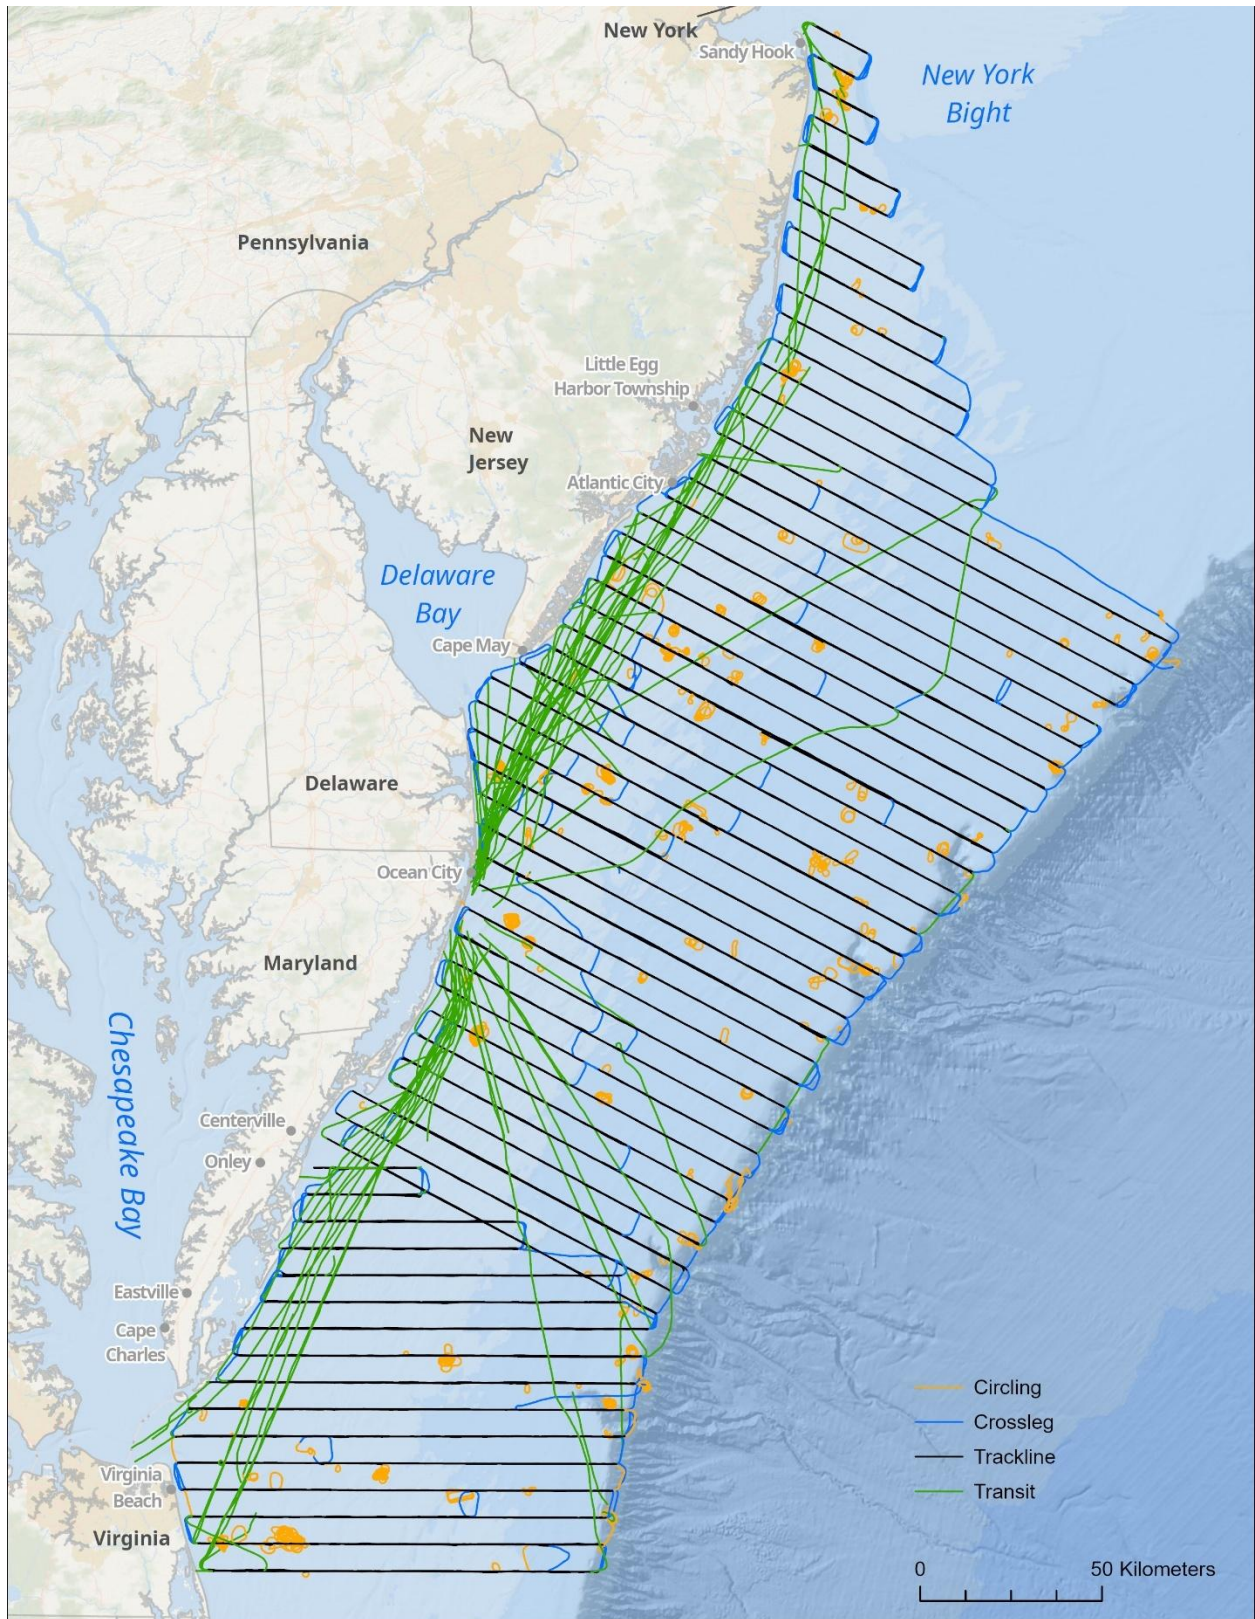 New York
Sandy Hook
New York
Bight
Pennsylvania
Little Egg
Harbor Township
New
Jersey
Atlantic City
Delaware
Bay
Cape May
Delaware
Ocean City
Maryland
Chesapeake Bay
Centerville
Onley
Eastville
Cape
Charles
Circling
Crossleg
Trackline
Transit
Virginia
Beach
Virginia
0 50 Kilometers